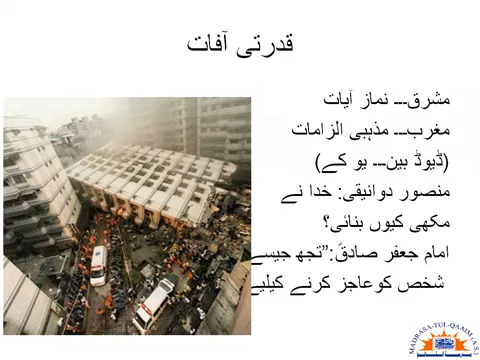 قدرتی آفات
مشرق--- نماز آیات
مغرب--- مذہبی الزامات
(ڈیوڈ بین--- یو کے)
منصور دوانیقی: خدا نے
مکھی کیوں بنائی؟
امام جعفر صادقؑ:”تجھ جیسے
شخص کوعاجز کرنے کیلیے
MADRASA-TUL-QAAIM (A.S)